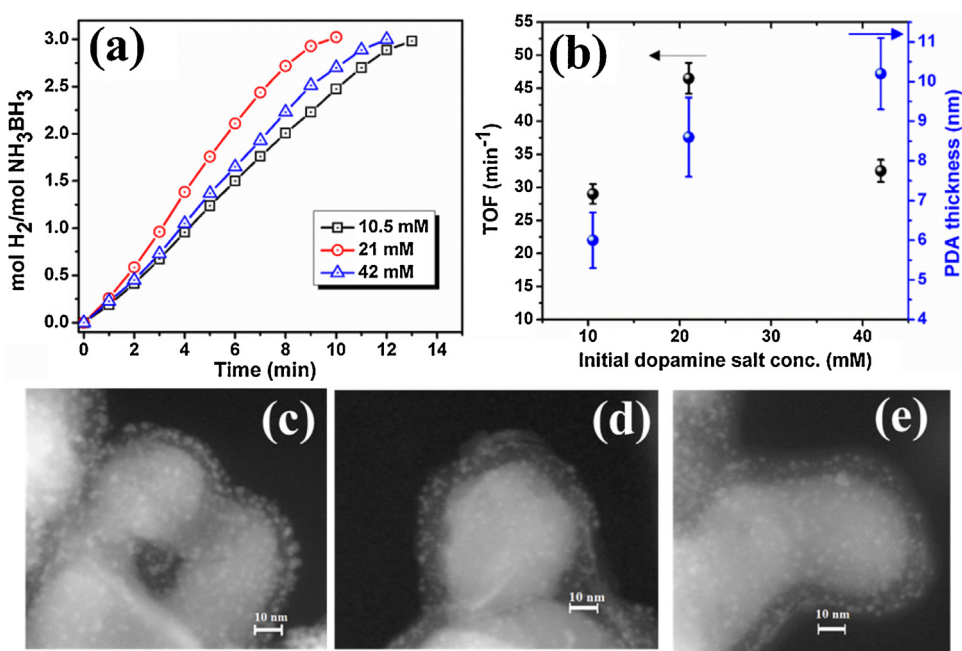 (a)
mol H2/mol NH3BH3
3.0
2.5
2.0
1.5
1.0
0.5
0.0
10.5 mM
21 mM
42 mM
0 2 4 6 8 10 12 14
Time (min)
(b)
TOF (min-1)
55
50
45
40
35
30
25
20
15
10
11
10
9
8
7
6
5
4
PDA thickness (nm)
10 20 30 40
Initial dopamine salt conc. (mM)
(c)
10 nm
(d)
10 nm
(e)
10 nm